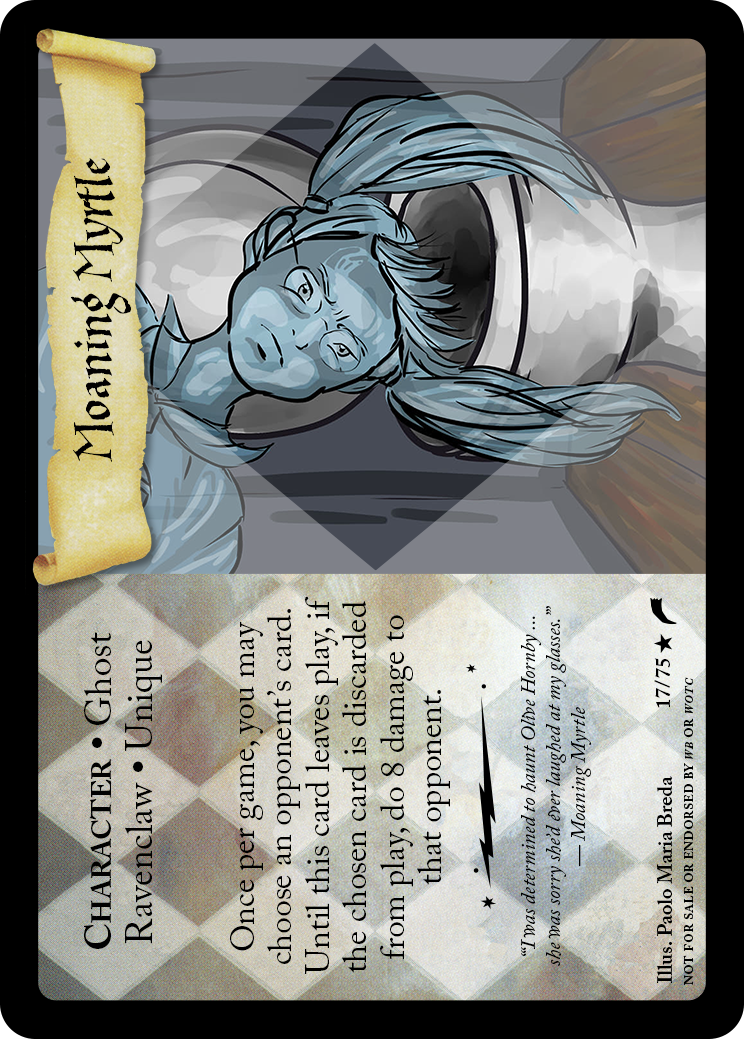 Moaning Myrtle
CHARACTER • Ghost
Ravenclaw • Unique
Once per game, you may
choose an opponent's card.
Until this card leaves play, if
the chosen card is discarded
from play, do 8 damage to
that opponent.
“I was determined to haunt Olive Hornby ...
she was sorry she'd ever laughed at my glasses.”
— Moaning Myrtle
Illus. Paolo Maria Breda 17/75 ★
NOT FOR SALE OR ENDORSED BY WB OR WOTC